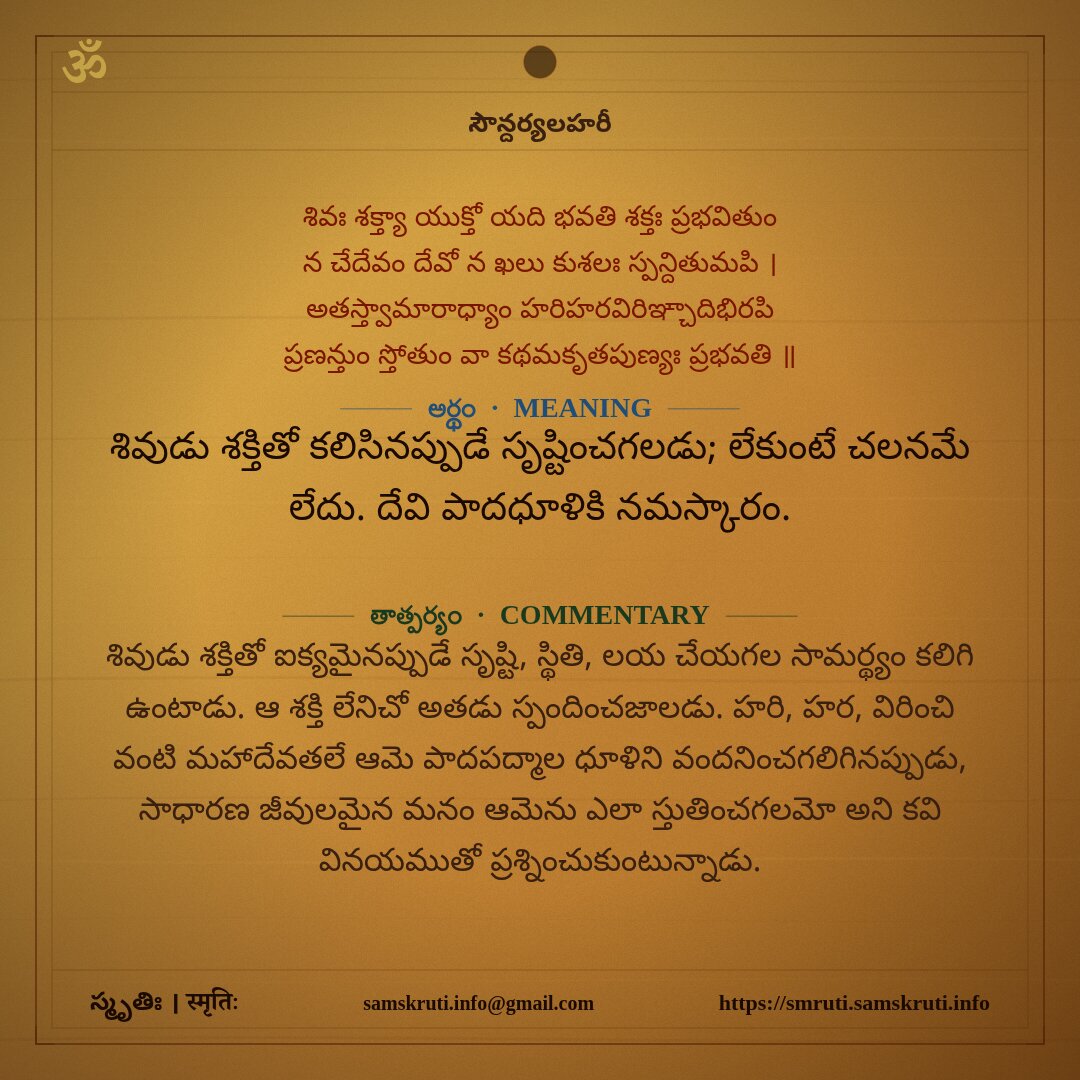 ॐ
సౌన్దర్యలహరీ
శివః శక్త్యా యుక్తో యది భవతి శక్తః ప్రభవితుం
న చేదేవం దేవో న ఖలు కుశలః స్పన్దితుమపి ।
అతస్త్వామారాధ్యాం హరిహరవిరిఞ్చాదిభిరపి
ప్రణన్తుం స్తోతుం వా కథమకృతపుణ్యః ప్రభవతి ॥
అర్థం · MEANING
శివుడు శక్తితో కలిసినప్పుడే సృష్టించగలడు; లేకుంటే చలనమే
లేదు. దేవి పాదధూళికి నమస్కారం.
తాత్పర్యం · COMMENTARY
శివుడు శక్తితో ఐక్యమైనప్పుడే సృష్టి, స్థితి, లయ చేయగల సామర్థ్యం కలిగి
ఉంటాడు. ఆ శక్తి లేనిచో అతడు స్పందించజాలడు. హరి, హర, విరించి
వంటి మహాదేవతలే ఆమె పాదపద్మాల ధూళిని వందనించగలిగినప్పుడు,
సాధారణ జీవులమైన మనం ఆమెను ఎలా స్తుతించగలమో అని కవి
వినయముతో ప్రశ్నించుకుంటున్నాడు.
స్మృతిః | स्मृतिः samskruti.info@gmail.com https://smruti.samskruti.info